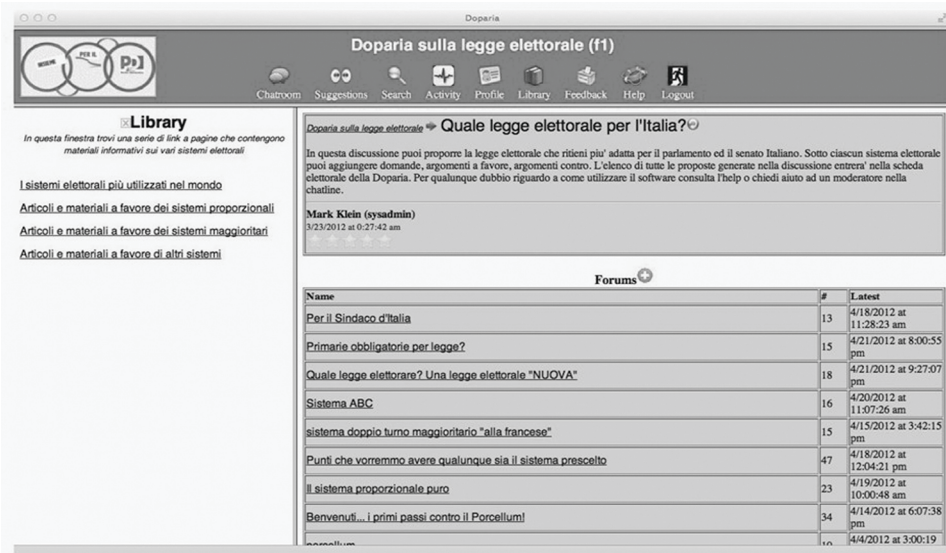 Doparia
Doparia sulla legge elettorale (f1)
INSIEME PER IL PD
Chatroom Suggestions Search Activity Profile Library Feedback Help Logout
Library
In questa finestra trovi una serie di link a pagine che contengono
materiali informativi sui vari sistemi elettorali
I sistemi elettorali più utilizzati nel mondo
Articoli e materiali a favore dei sistemi proporzionali
Articoli e materiali a favore dei sistemi maggioritari
Articoli e materiali a favore di altri sistemi
Doparia sulla legge elettorale Quale legge elettorale per l'Italia?
In questa discussione puoi proporre la legge elettorale che ritieni piu' adatta per il parlamento ed il senato Italiano. Sotto ciascun sistema elettorale
puoi aggiungere domande, argomenti a favore, argomenti contro. L'elenco di tutte le proposte generate nella discussione entrera' nella scheda
elettorale della Doparia. Per qualunque dubbio riguardo a come utilizzare il software consulta l'help o chiedi aiuto ad un moderatore nella
chatline.
Mark Klein (sysadmin)
3/23/2012 at 0:27:42 am
Forums
Name # Latest
Per il Sindaco d'Italia 13 4/18/2012 at
11:28:23 am
Primarie obbligatorie per legge? 15 4/21/2012 at 8:00:55
pm
Quale legge elettorare? Una legge elettorale "NUOVA" 18 4/21/2012 at 9:27:07
pm
Sistema ABC 16 4/20/2012 at
11:07:26 am
sistema doppio turno maggioritario "alla francese" 15 4/15/2012 at 3:42:15
pm
Punti che vorremmo avere qualunque sia il sistema prescelto 47 4/18/2012 at
12:04:21 pm
Il sistema proporzionale puro 23 4/19/2012 at
10:00:48 am
Benvenuti... i primi passi contro il Porcellum! 34 4/14/2012 at 6:07:38
pm
porcellum 4/4/2012 at 3:00:19